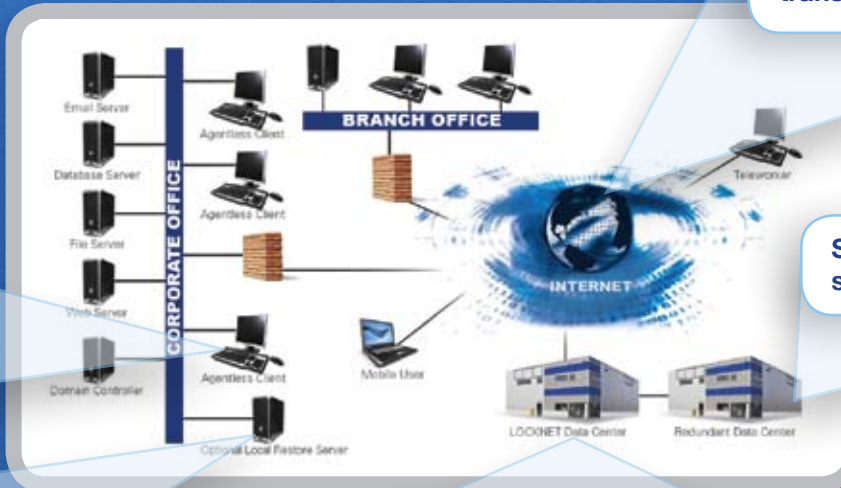 Email Server
Database Server
File Server
Web Server
Domain Controller
CORPORATE OFFICE
Agentless Client
Agentless Client
Agentless Client
Optional Local Restore Server
BRANCH OFFICE
Mobile User
INTERNET
Teleworker
LOCKNET Data Center
Redundant Data Center